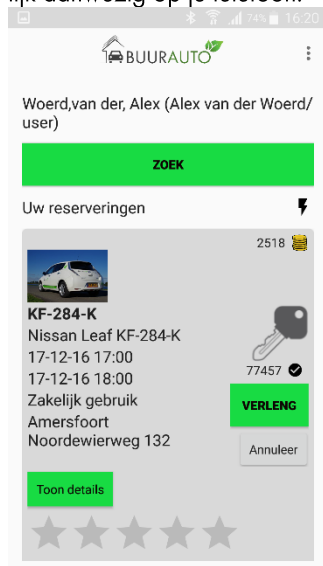 74% 16:20
BUURAUTO
Woerd,van der, Alex (Alex van der Woerd/
user)
ZOEK
Uw reserveringen
2518
KF-284-K
Nissan Leaf KF-284-K
17-12-16 17:00
77457
17-12-16 18:00
Zakelijk gebruik
VERLENG
Amersfoort
Noordewierweg 132
Annuleer
Toon details